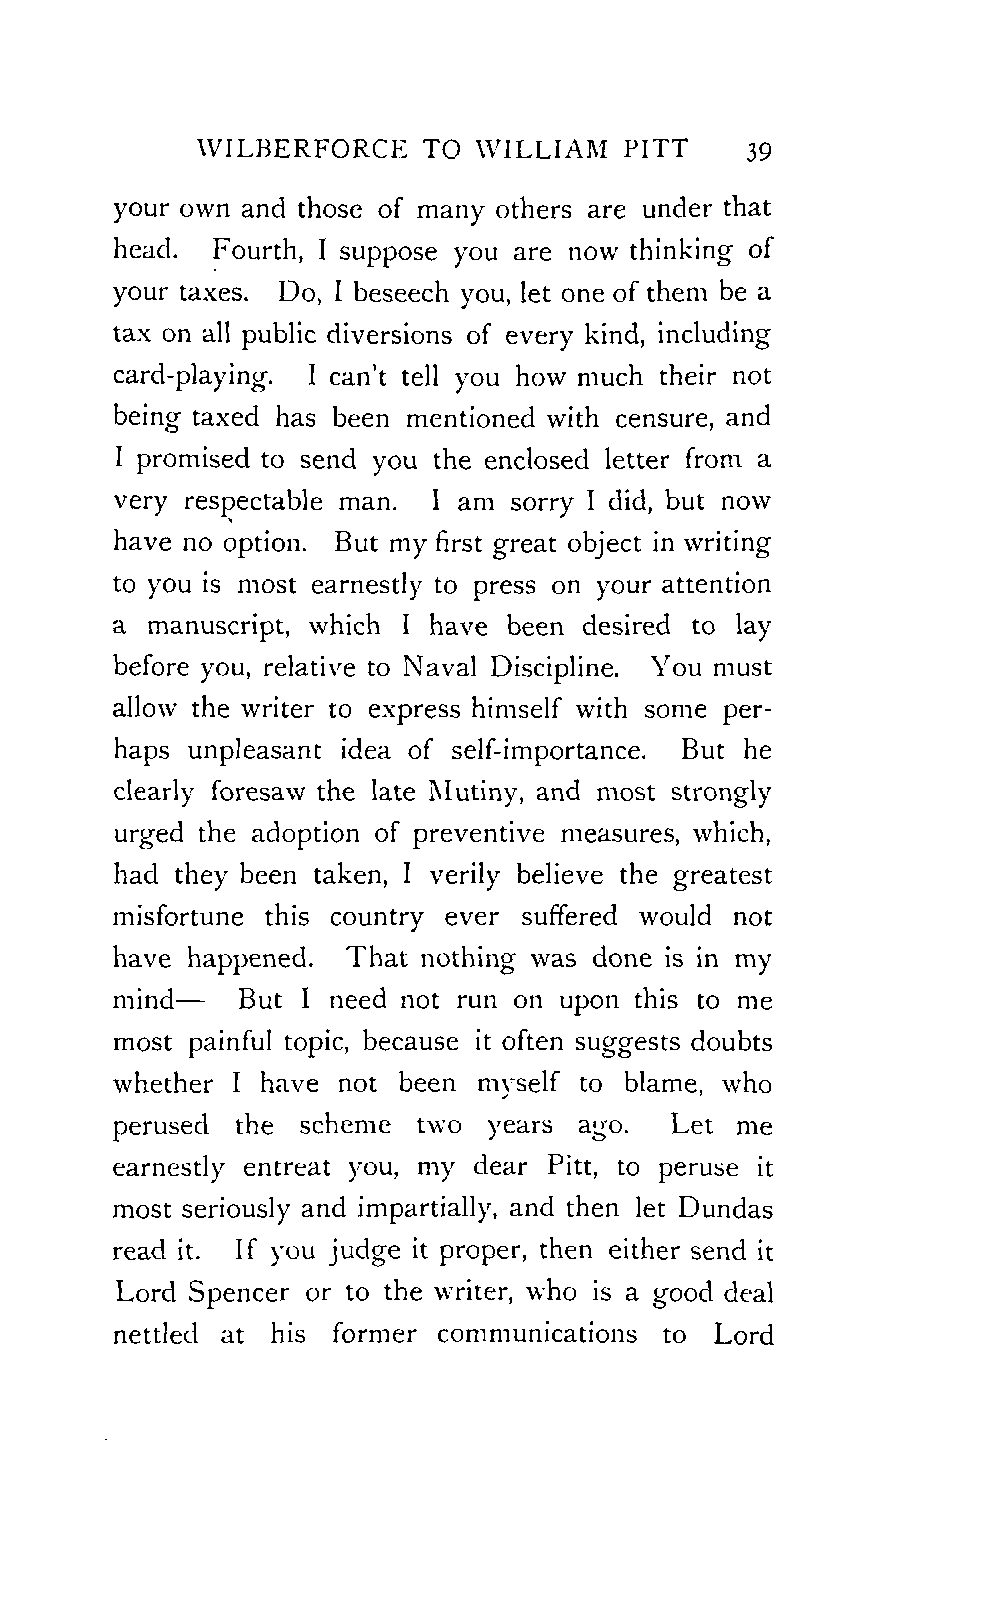 WILBERFORCE TO WILLIAM PITT 39
your own and those of many others are under that
head. Fourth, I suppose you are now thinking of
your taxes. Do, I beseech you, let one of them be a
tax on all public diversions of every kind, including
card-playing. I can't tell you how much their not
being taxed has been mentioned with censure, and
I promised to send you the enclosed letter from a
very respectable man. I am sorry I did, but now
have no option. But my first great object in writing
to you is most earnestly to press on your attention
a manuscript, which I have been desired to lay
before you, relative to Naval Discipline. You must
allow the writer to express himself with some per-
haps unpleasant idea of self-importance. But he
clearly foresaw the late Mutiny, and most strongly
urged the adoption of preventive measures, which,
had they been taken, I verily believe the greatest
misfortune this country ever suffered would not
have happened. That nothing was done is in my
mind— But I need not run on upon this to me
most painful topic, because it often suggests doubts
whether I have not been myself to blame, who
perused the scheme two years ago. Let me
earnestly entreat you, my dear Pitt, to peruse it
most seriously and impartially, and then let Dundas
read it. If you judge it proper, then either send it
Lord Spencer or to the writer, who is a good deal
nettled at his former communications to Lord